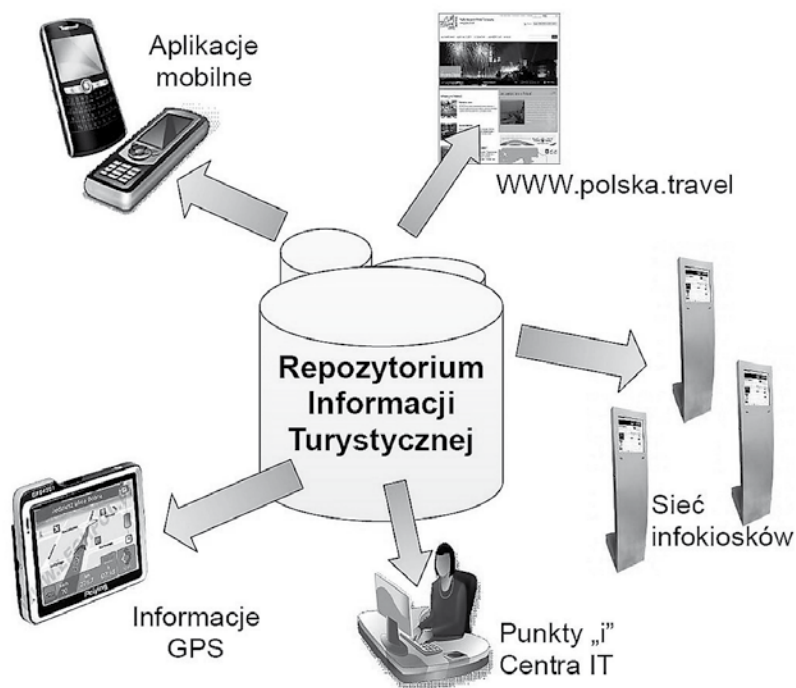 Aplikacje
mobilne
WWW.polska.travel
Repozytorium
Informacji
Turystycznej
Sieć
infokiosków
Informacje
GPS
Punkty „i”
Centra IT